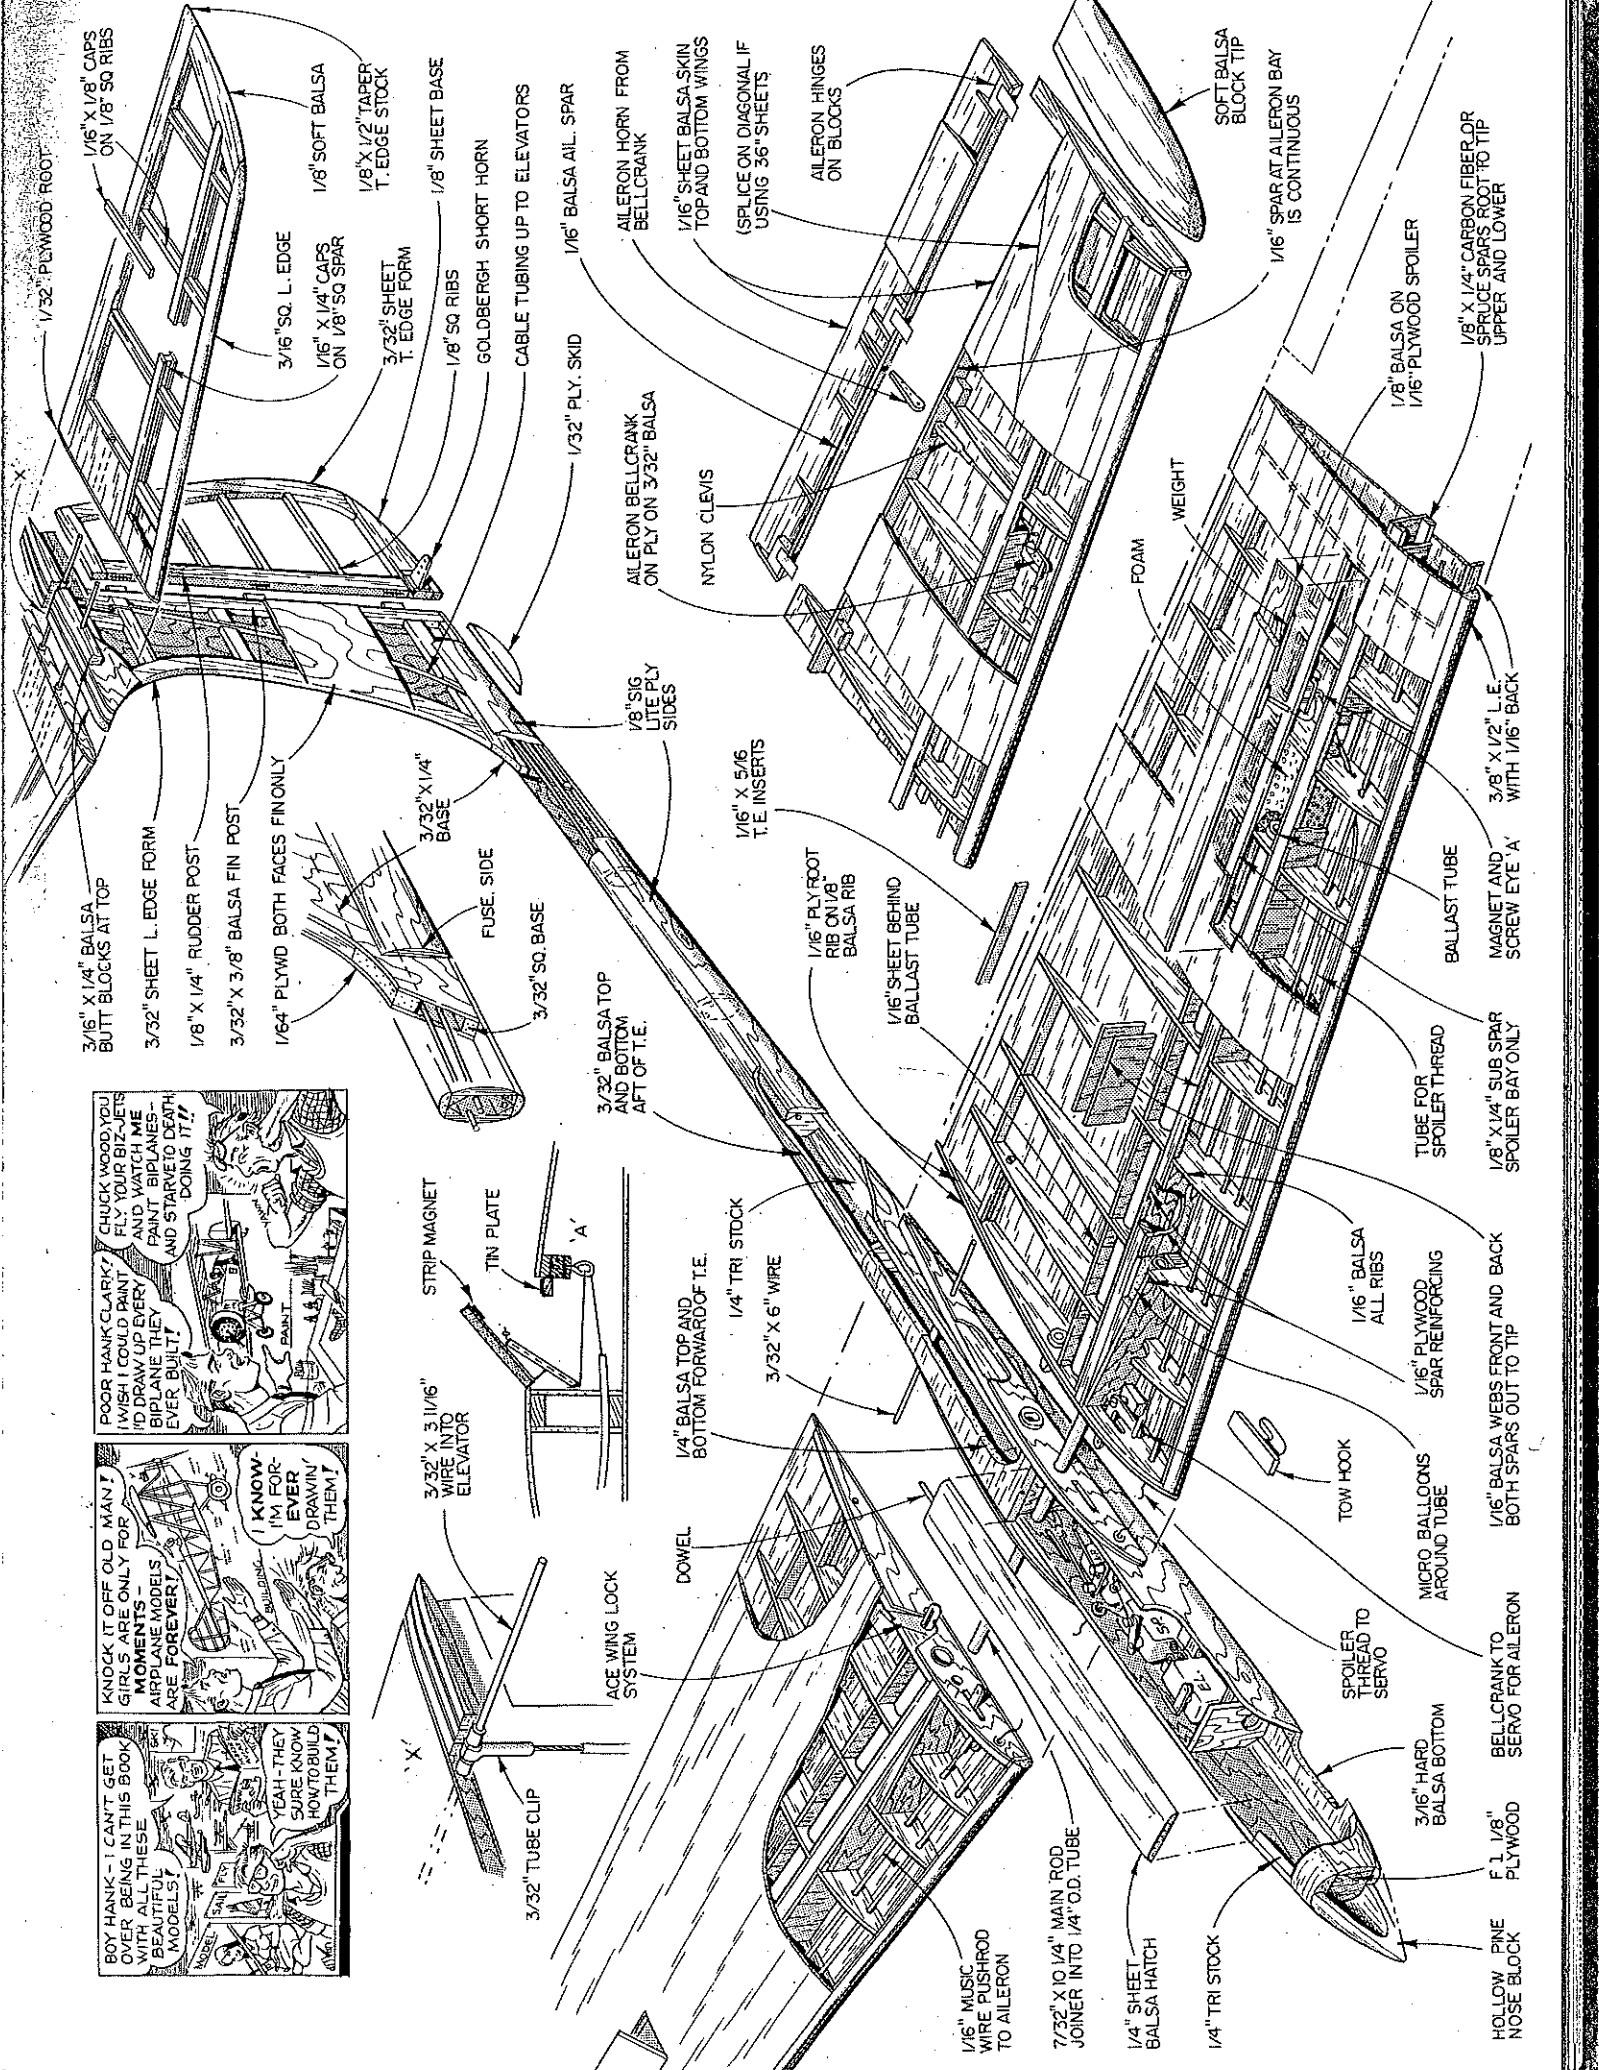 BOY HANK-I CAN'T GET
OVER BEING IN THIS BOOK
WITH ALL THESE
BEAUTIFUL
MODELS!
MODEL
SAIL
FLY
SKI
YEAH-THEY
SURE KNOW
HOW TO BUILD
THEM!
KNOCK IT OFF OLD MAN!
GIRLS ARE ONLY FOR
MOMENTS-
AIRPLANE MODELS
ARE FOREVER!
BUILDING
I KNOW-
I'M FOR-
EVER
DRAWIN'
THEM!
POOR HANK CLARK!
I WISH I COULD PAINT
I'D DRAW UP EVERY
BIPLANE THEY
EVER BUILT!
PAINT
CHUCK WOOD, YOU
FLY YOUR BIZ-JETS
AND WATCH ME
PAINT BIPLANES-
AND STARVE TO DEATH
DOING IT!!
3/16" X 1/4" BALSA
BUTT BLOCKS AT TOP
3/32" SHEET L. EDGE FORM
1/8" X 1/4" RUDDER POST
3/32" X 3/8" BALSA FIN POST
1/64" PLYWD BOTH FACES FIN ONLY
X
1/32" PLYWOOD ROOT
1/16" X 1/8" CAPS
ON 1/8" SQ RIBS
3/16" SQ. L. EDGE
1/16" X 1/4" CAPS
ON 1/8" SQ SPAR
3/32" SHEET
T. EDGE FORM
1/8" SOFT BALSA
1/8" X 1/2" TAPER
T. EDGE STOCK
1/8" SHEET BASE
1/8" SQ RIBS
GOLDBERGH SHORT HORN
CABLE TUBING UP TO ELEVATORS
1/32" PLY. SKID
'X'
3/32" TUBE CLIP
3/32" X 3 11/16"
WIRE INTO
ELEVATOR
STRIP MAGNET
TIN PLATE
'A'
3/32" X 1/4"
BASE
FUSE. SIDE
3/32" SQ. BASE
1/8" SIG
LITE PLY
SIDES
ACE WING LOCK
SYSTEM
DOWEL
1/4" BALSA TOP AND
BOTTOM FORWARD OF T.E.
1/4" TRI STOCK
3/32" X 6" WIRE
3/32" BALSA TOP
AND BOTTOM
AFT OF T.E.
1/16" X 5/16
T.E. INSERTS
1/16" PLY ROOT
RIB ON 1/8"
BALSA RIB
1/16" SHEET BEHIND
BALLAST TUBE
AILERON BELLCRANK
ON PLY ON 3/32" BALSA
NYLON CLEVIS
1/16" BALSA AIL. SPAR
AILERON HORN FROM
BELLCRANK
1/16" SHEET BALSA SKIN
TOP AND BOTTOM WINGS
(SPLICE ON DIAGONAL IF
USING 36" SHEETS
AILERON HINGES
ON BLOCKS
SOFT BALSA
BLOCK TIP
1/16" SPAR AT AILERON BAY
IS CONTINUOUS
FOAM
WEIGHT
1/8" BALSA ON
1/16" PLYWOOD SPOILER
1/8" X 1/4" CARBON FIBER OR
SPRUCE SPARS ROOT TO TIP
UPPER AND LOWER
EL
SP
1/16" MUSIC
WIRE PUSHROD
TO AILERON
7/32" X 10 1/4" MAIN ROD
JOINER INTO 1/4" O.D. TUBE
1/4" SHEET
BALSA HATCH
1/4" TRI STOCK
HOLLOW PINE
NOSE BLOCK
F 1 1/8"
PLYWOOD
3/16" HARD
BALSA BOTTOM
BELLCRANK TO
SERVO FOR AILERON
SPOILER
THREAD TO
SERVO
TOW HOOK
MICRO BALLOONS
AROUND TUBE
1/16" PLYWOOD
SPAR REINFORCING
1/16" BALSA
ALL RIBS
1/16" BALSA WEBS FRONT AND BACK
BOTH SPARS OUT TO TIP
TUBE FOR
SPOILER THREAD
1/8" X 1/4" SUB SPAR
SPOILER BAY ONLY
BALLAST TUBE
MAGNET AND
SCREW EYE 'A'
3/8" X 1/2" L.E.
WITH 1/16" BACK